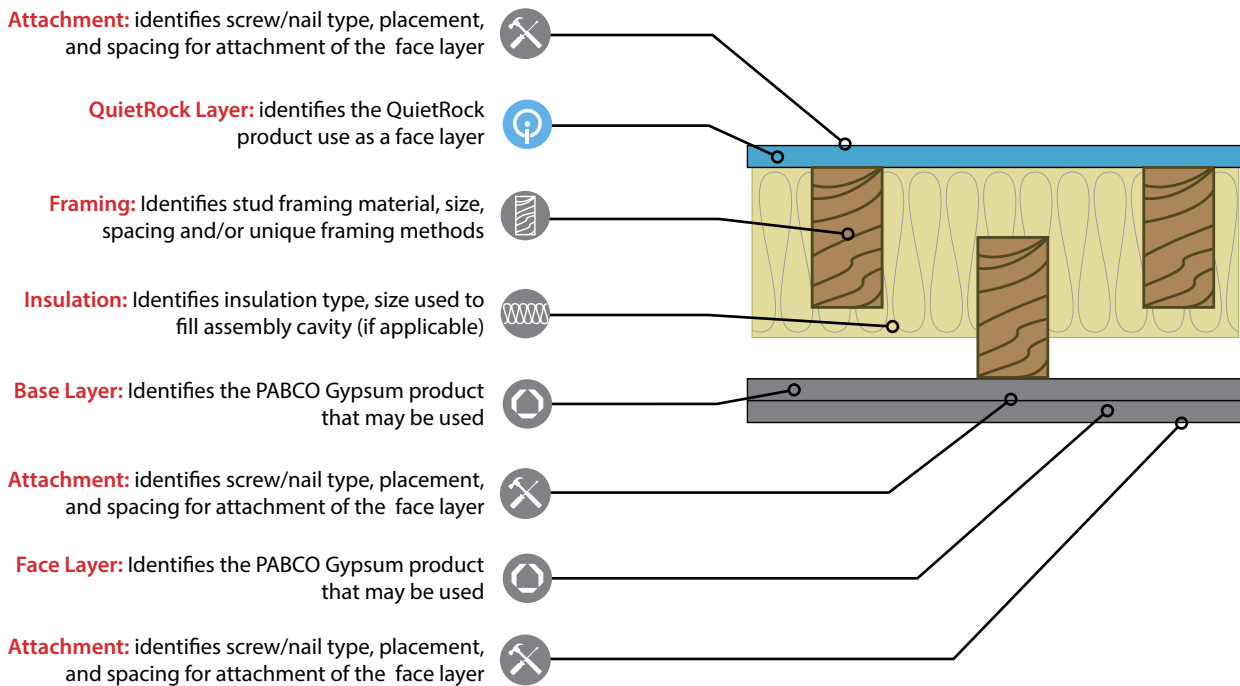 Attachment: identifies screw/nail type, placement,
and spacing for attachment of the face layer
QuietRock Layer: identifies the QuietRock
product use as a face layer
Framing: Identifies stud framing material, size,
spacing and/or unique framing methods
Insulation: Identifies insulation type, size used to
fill assembly cavity (if applicable)
Base Layer: Identifies the PABCO Gypsum product
that may be used
Attachment: identifies screw/nail type, placement,
and spacing for attachment of the face layer
Face Layer: Identifies the PABCO Gypsum product
that may be used
Attachment: identifies screw/nail type, placement,
and spacing for attachment of the face layer